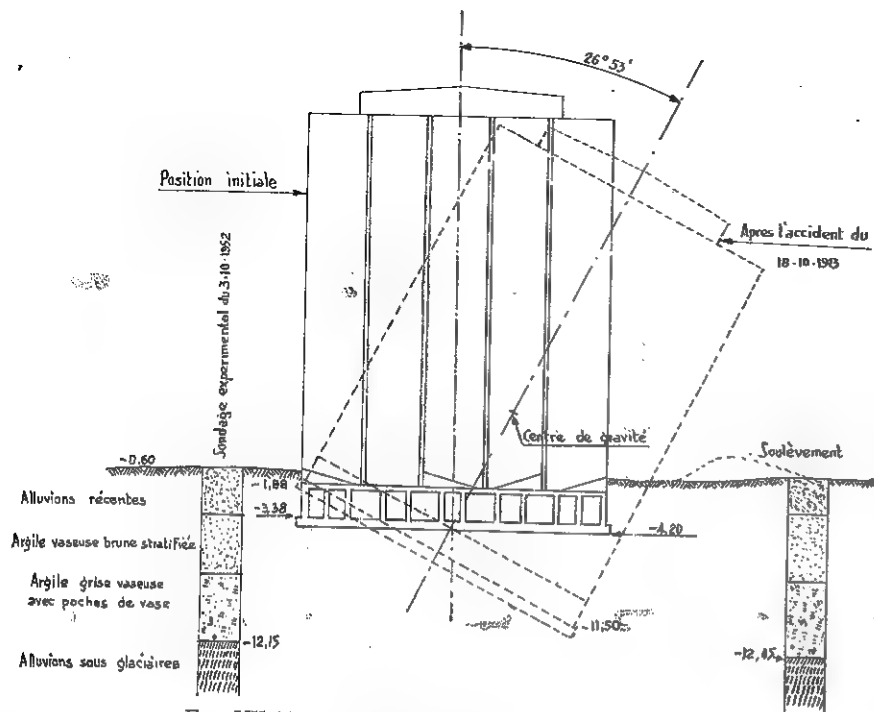 26°53'
Position initiale
Après l'accident du
18-10-1913
Sondage experimental du 3-10-1952
Centre de gravité
Soulèvement
-0,60
-1,88
Alluvions récentes
-3,38
-4,20
Argile vaseuse brune stratifiée
Argile grise vaseuse
avec poches de vase
-11,50
-12,15
-12,45
Alluvions sous glaciaires